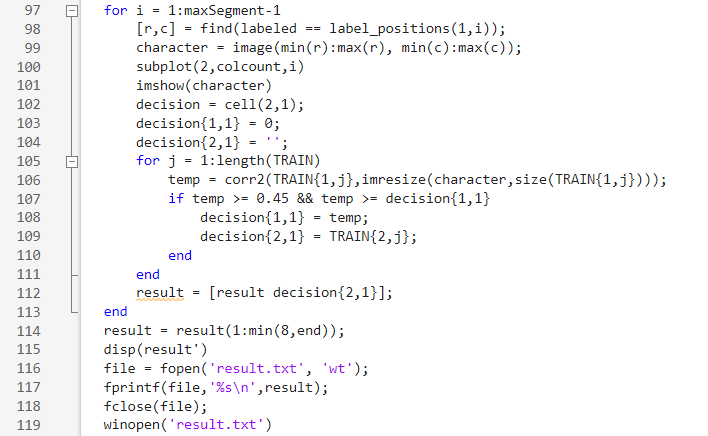 97 for i = 1:maxSegment-1
98 [r,c] = find(labeled == label_positions(1,i));
99 character = image(min(r):max(r), min(c):max(c));
100 subplot(2,colcount,i)
101 imshow(character)
102 decision = cell(2,1);
103 decision{1,1} = 0;
104 decision{2,1} = '';
105 for j = 1:length(TRAIN)
106 temp = corr2(TRAIN{1,j},imresize(character,size(TRAIN{1,j})));
107 if temp >= 0.45 && temp >= decision{1,1}
108 decision{1,1} = temp;
109 decision{2,1} = TRAIN{2,j};
110 end
111 end
112 result = [result decision{2,1}];
113 end
114 result = result(1:min(8,end));
115 disp(result')
116 file = fopen('result.txt', 'wt');
117 fprintf(file,'%s\n',result);
118 fclose(file);
119 winopen('result.txt')